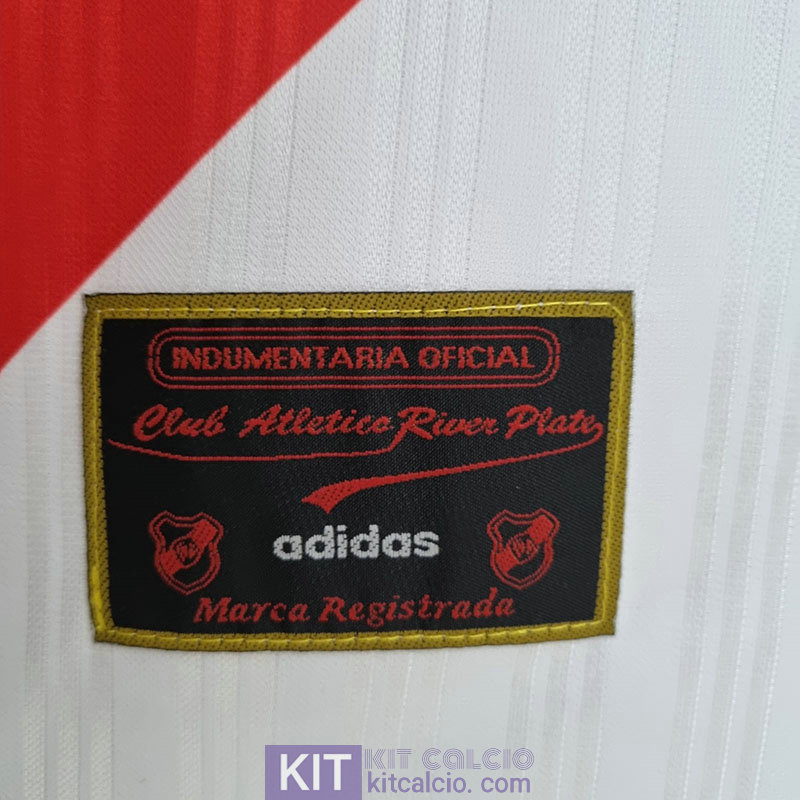 INDUMENTARIA OFICIAL
Club Atletico River Plate
adidas
Marca Registrada
KIT KIT CALCIO
kitcalcio. com